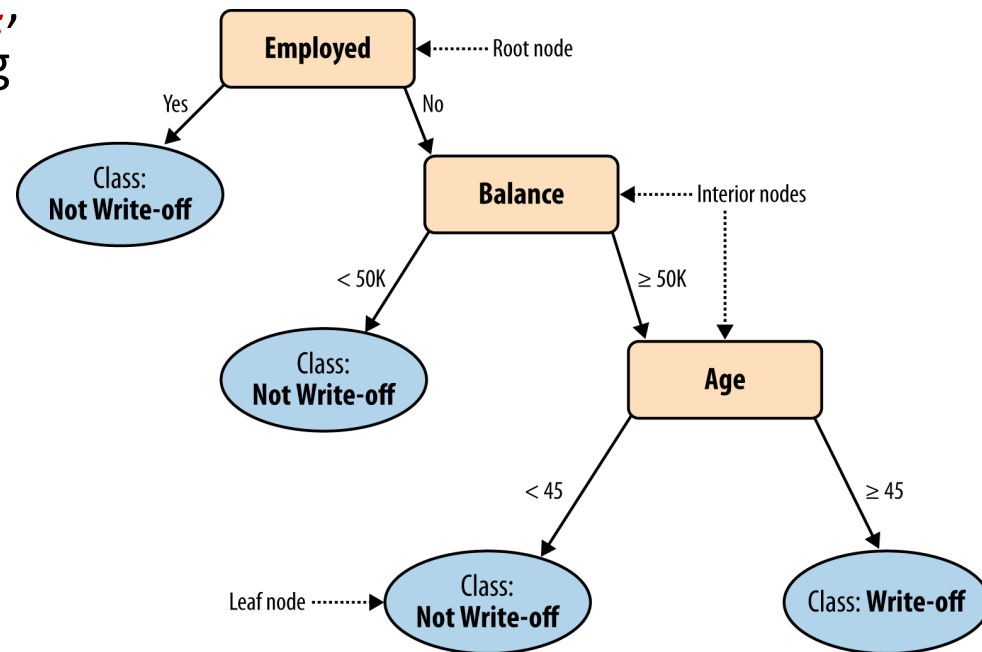 Employed
Root node
Yes
No
Class:
Not Write-off
Balance
Interior nodes
< 50K
≥ 50K
Class:
Not Write-off
Age
< 45
≥ 45
Leaf node
Class:
Not Write-off
Class: Write-off